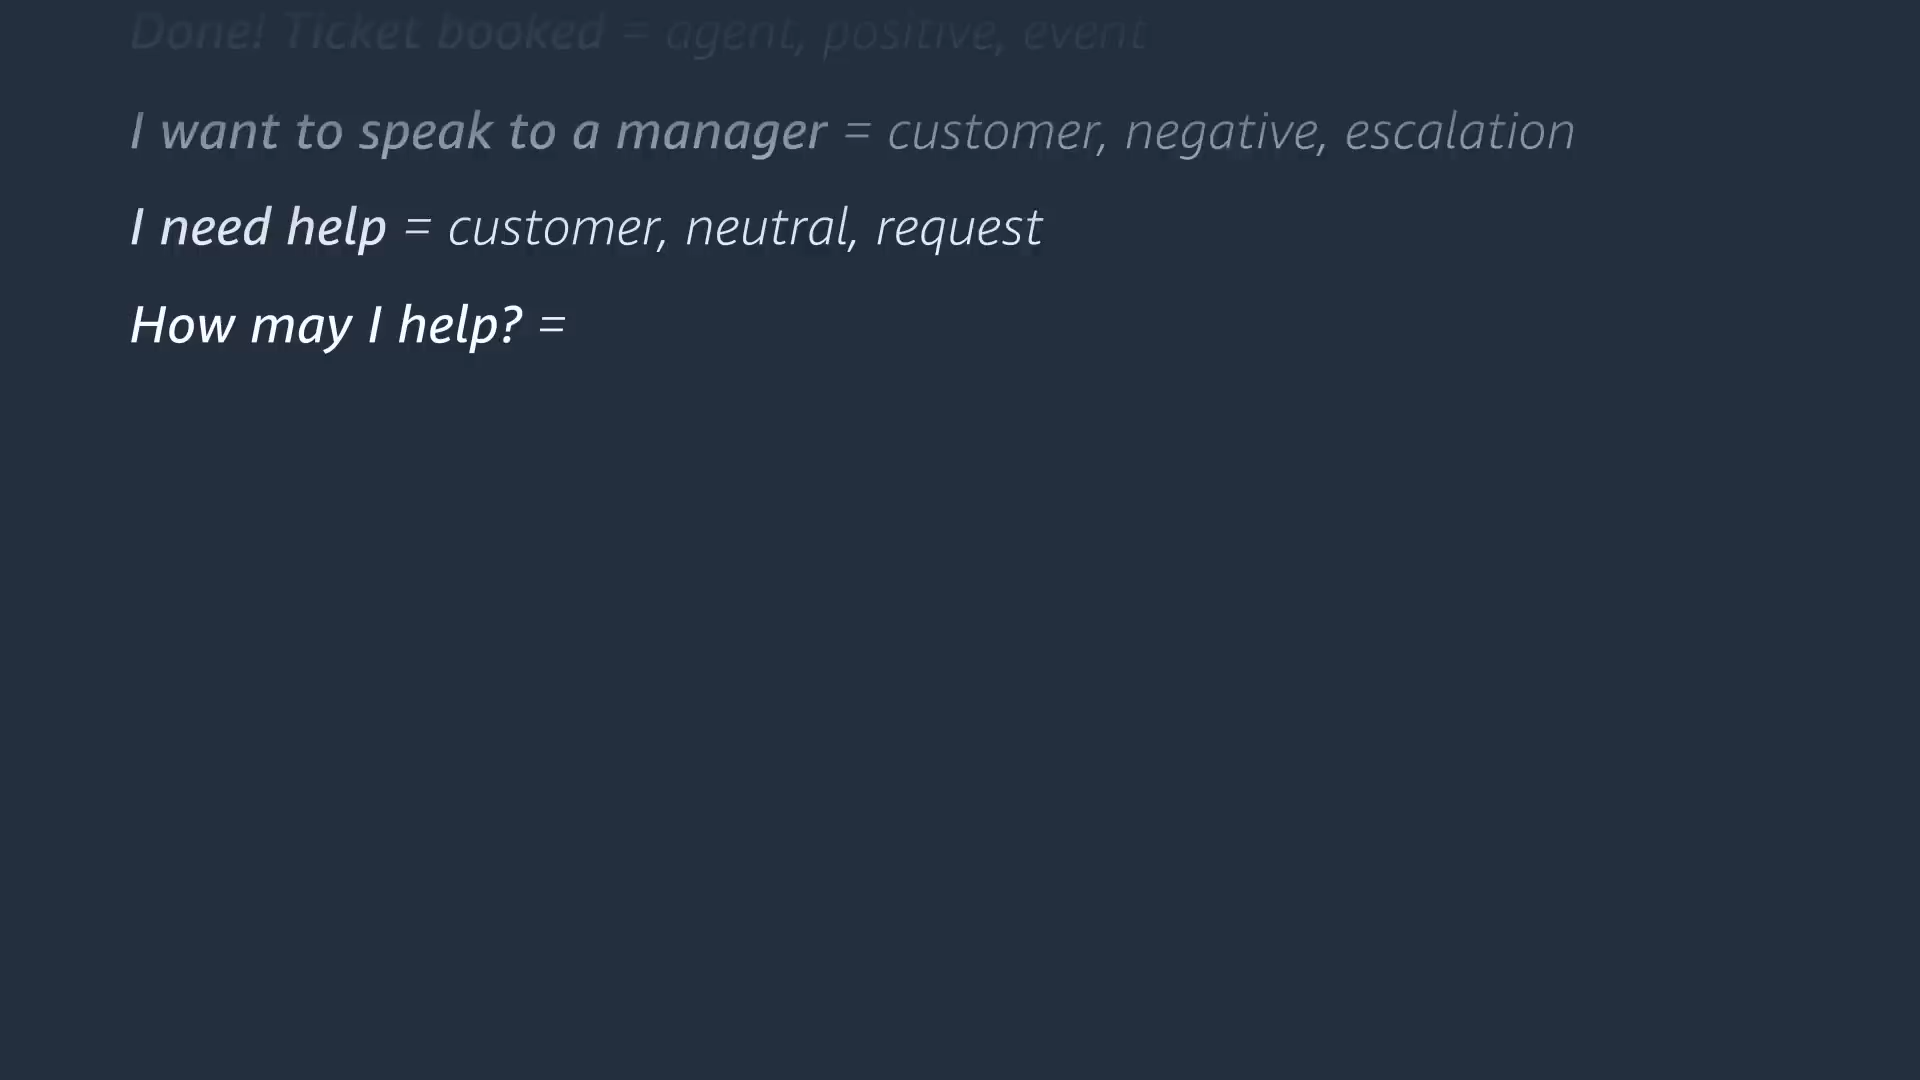 Done! Ticket booked = agent, positive, event
I want to speak to a manager = customer, negative, escalation
I need help = customer, neutral, request
How may I help? =